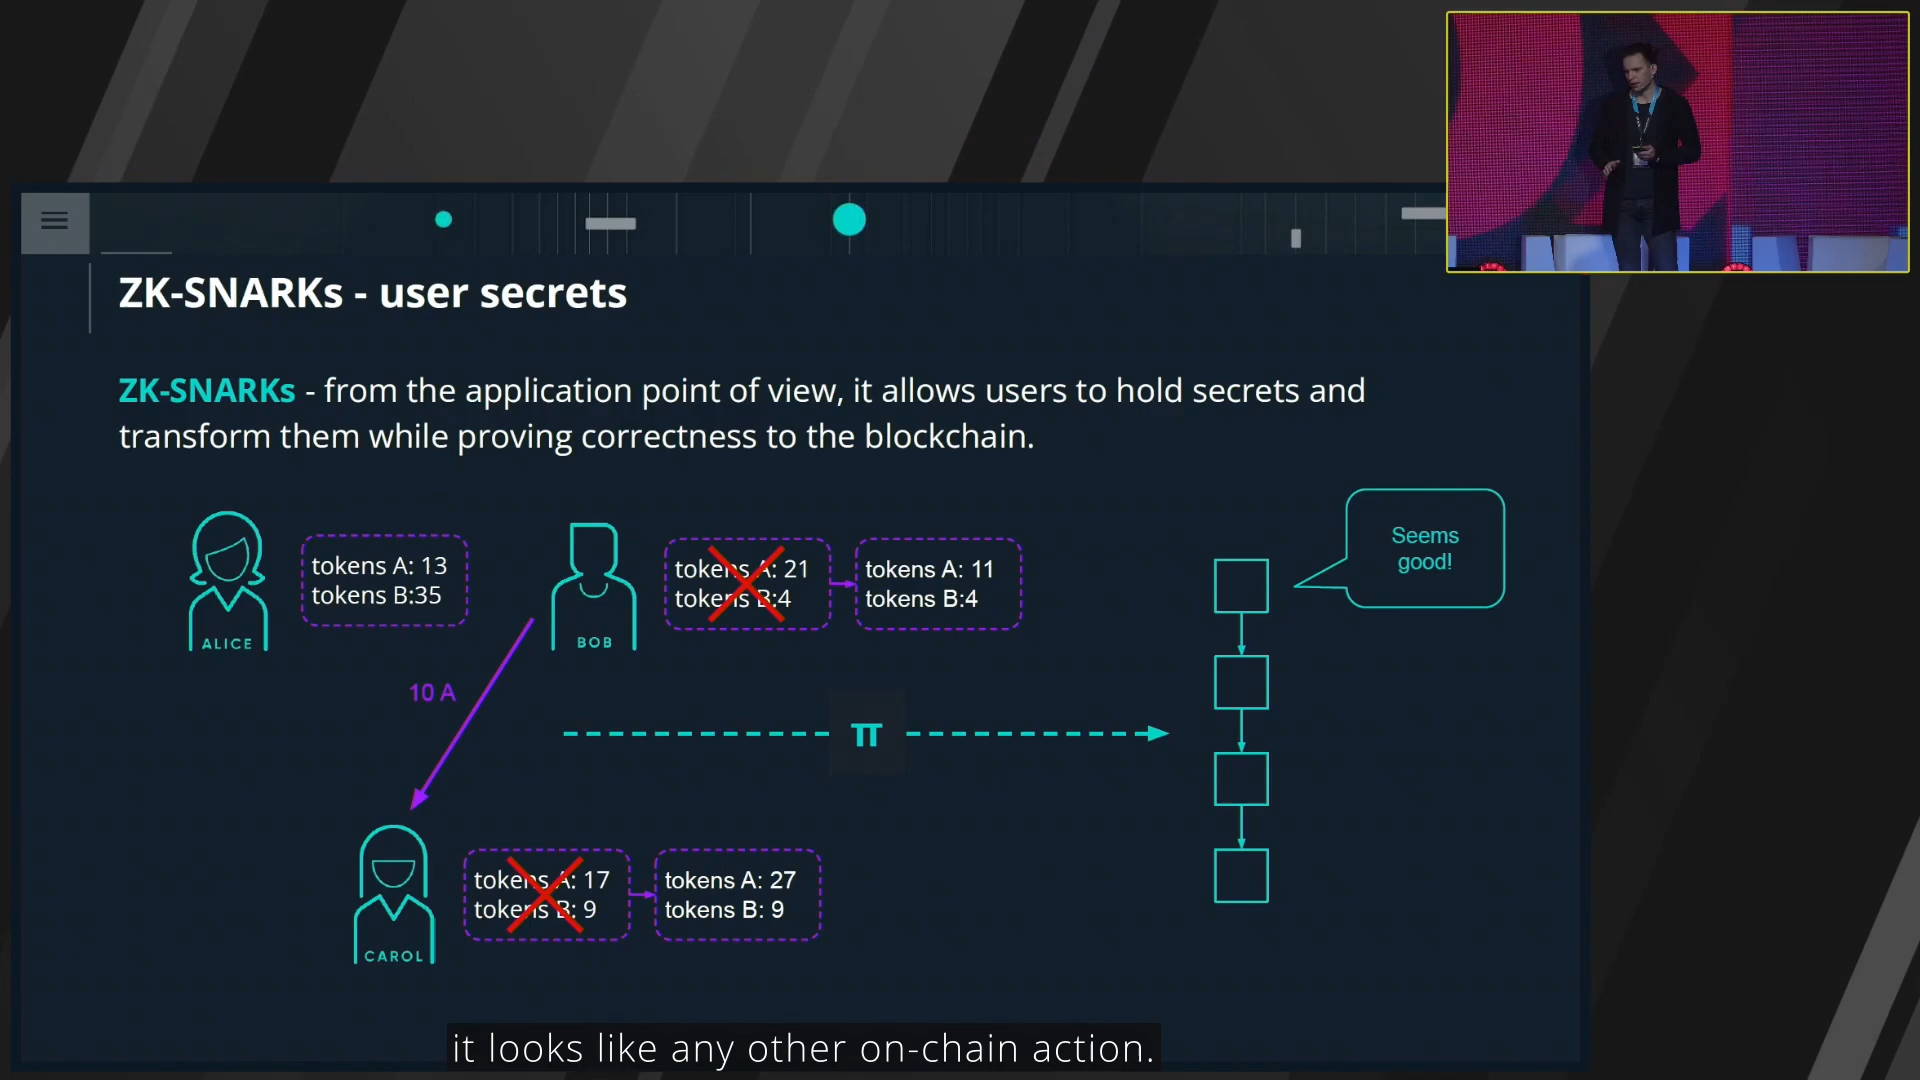 ZK-SNARKs - user secrets
ZK-SNARKs - from the application point of view, it allows users to hold secrets and
transform them while proving correctness to the blockchain.
Seems
good!
tokens A: 13
tokens B:35
ALICE
tokens A: 21
tokens B:4
tokens A: 11
tokens B:4
BOB
10 A
π
tokens A: 17
tokens B: 9
tokens A: 27
tokens B: 9
CAROL
it looks like any other on-chain action.